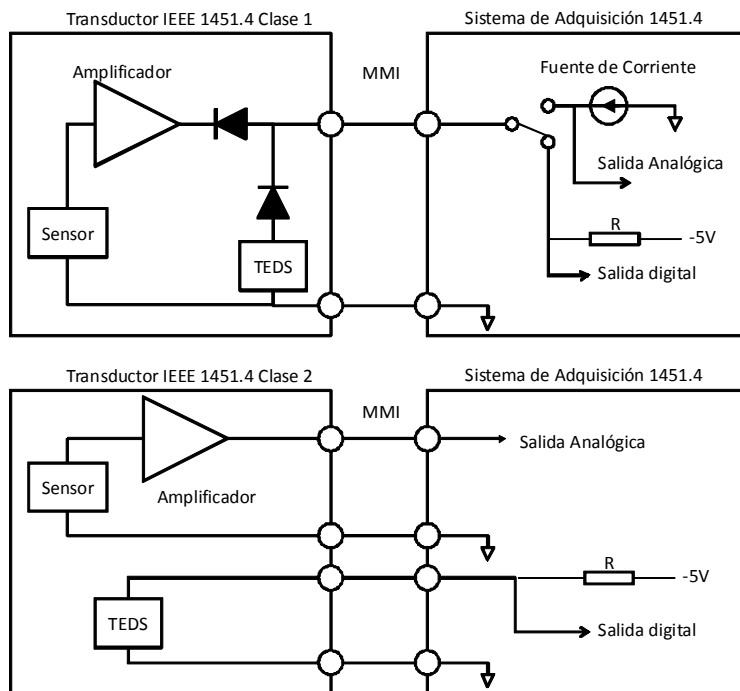 Transductor IEEE 1451.4 Clase 1
Sistema de Adquisición 1451.4
Amplificador
MMI
Fuente de Corriente
Salida Analógica
Sensor
R
-5V
TEDS
Salida digital
Transductor IEEE 1451.4 Clase 2
Sistema de Adquisición 1451.4
MMI
Salida Analógica
Sensor
Amplificador
R
-5V
TEDS
Salida digital